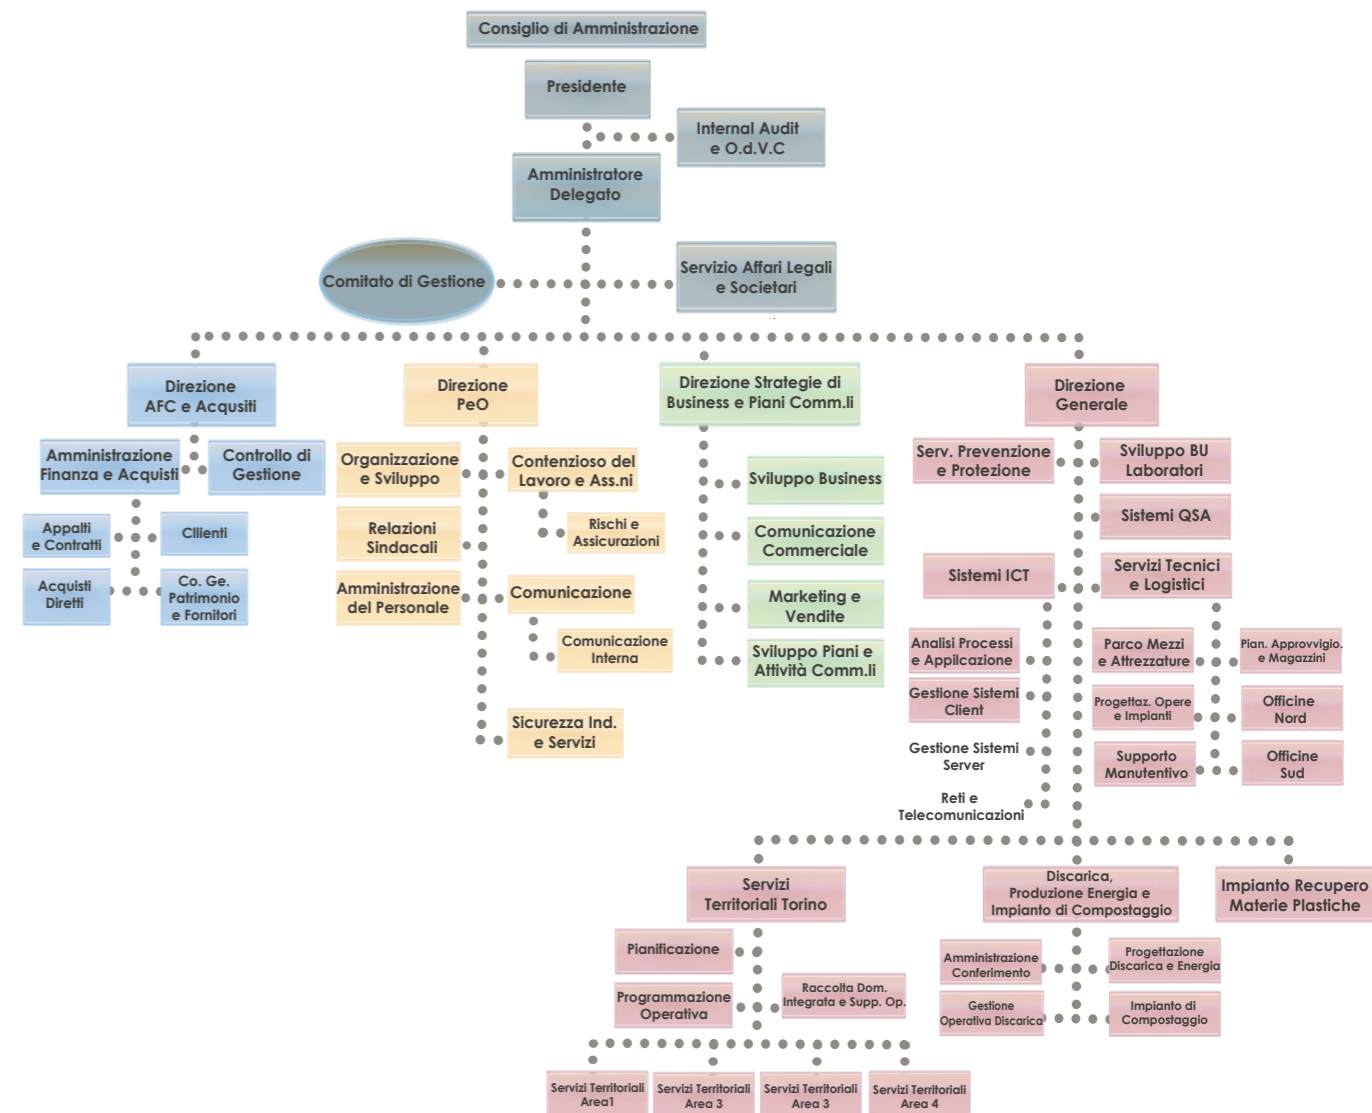 Consiglio di Amministrazione
Presidente
Internal Audit
e O.d.V.C
Amministratore
Delegato
Comitato di Gestione
Servizio Affari Legali
e Societari
Direzione
AFC e Acqusiti
Direzione
PeO
Direzione Strategie di
Business e Piani Comm.li
Direzione
Generale
Amministrazione
Finanza e Acquisti
Controllo di
Gestione
Appalti
e Contratti
Cllienti
Acquisti
Diretti
Co. Ge.
Patrimonio
e Fornitori
Organizzazione
e Sviluppo
Contenzioso del
Lavoro e Ass.ni
Rischi e
Assicurazioni
Relazioni
Sindacali
Amministrazione
del Personale
Comunicazione
Comunicazione
Interna
Sicurezza Ind.
e Servizi
Sviluppo Business
Comunicazione
Commerciale
Marketing e
Vendite
Sviluppo Piani e
Attività Comm.li
Serv. Prevenzione
e Protezione
Sviluppo BU
Laboratori
Sistemi QSA
Sistemi ICT
Servizi Tecnici
e Logistici
Analisi Processi
e Appilcazione
Gestione Sistemi
Client
Gestione Sistemi
Server
Reti e
Telecomunicazioni
Parco Mezzi
e Attrezzature
Pian. Approvvigio.
e Magazzini
Progettaz. Opere
e Impianti
Officine
Nord
Supporto
Manutentivo
Officine
Sud
Servizi
Territoriali Torino
Discarica,
Produzione Energia e
Impianto di Compostaggio
Impianto Recupero
Materie Plastiche
Pianificazione
Programmazione
Operativa
Raccolta Dom.
Integrata e Supp. Op.
Amministrazione
Conferimento
Progettazione
Discarica e Energia
Gestione
Operativa Discarica
Impianto di
Compostaggio
Servizi Territoriali
Area1
Servizi Territoriali
Area 3
Servizi Territoriali
Area 3
Servizi Territoriali
Area 4